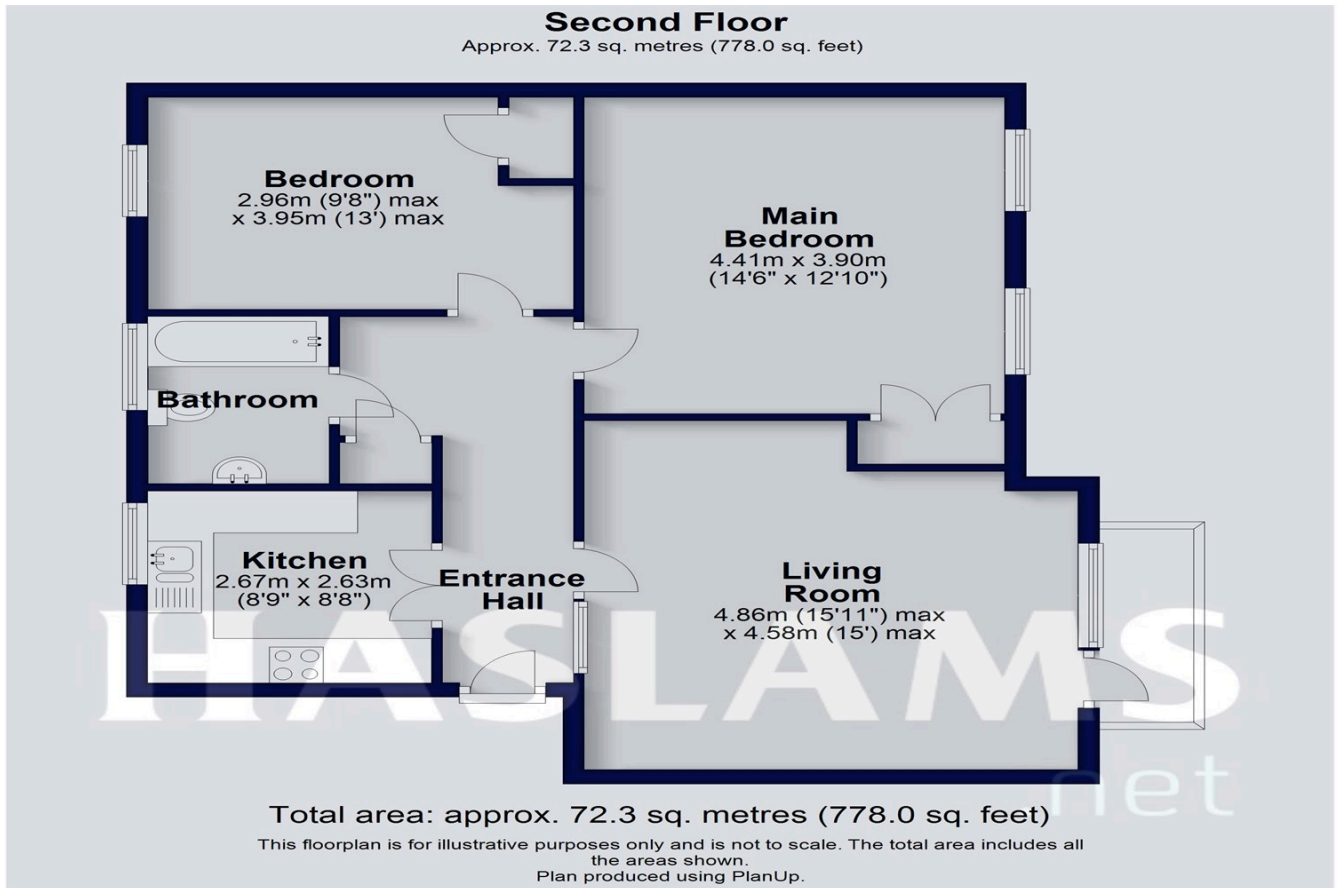 Second Floor
Approx. 72.3 sq. metres (778.0 sq. feet)
Bedroom
2.96m (9'8") max
x 3.95m (13') max
Main
Bedroom
4.41m x 3.90m
(14'6" x 12'10")
Bathroom
Kitchen
2.67m x 2.63m
(8'9" x 8'8")
Entrance
Hall
Living
Room
4.86m (15'11") max
x 4.58m (15') max
HASLAMS
net
Total area: approx. 72.3 sq. metres (778.0 sq. feet)
This floorplan is for illustrative purposes only and is not to scale. The total area includes all
the areas shown.
Plan produced using PlanUp.